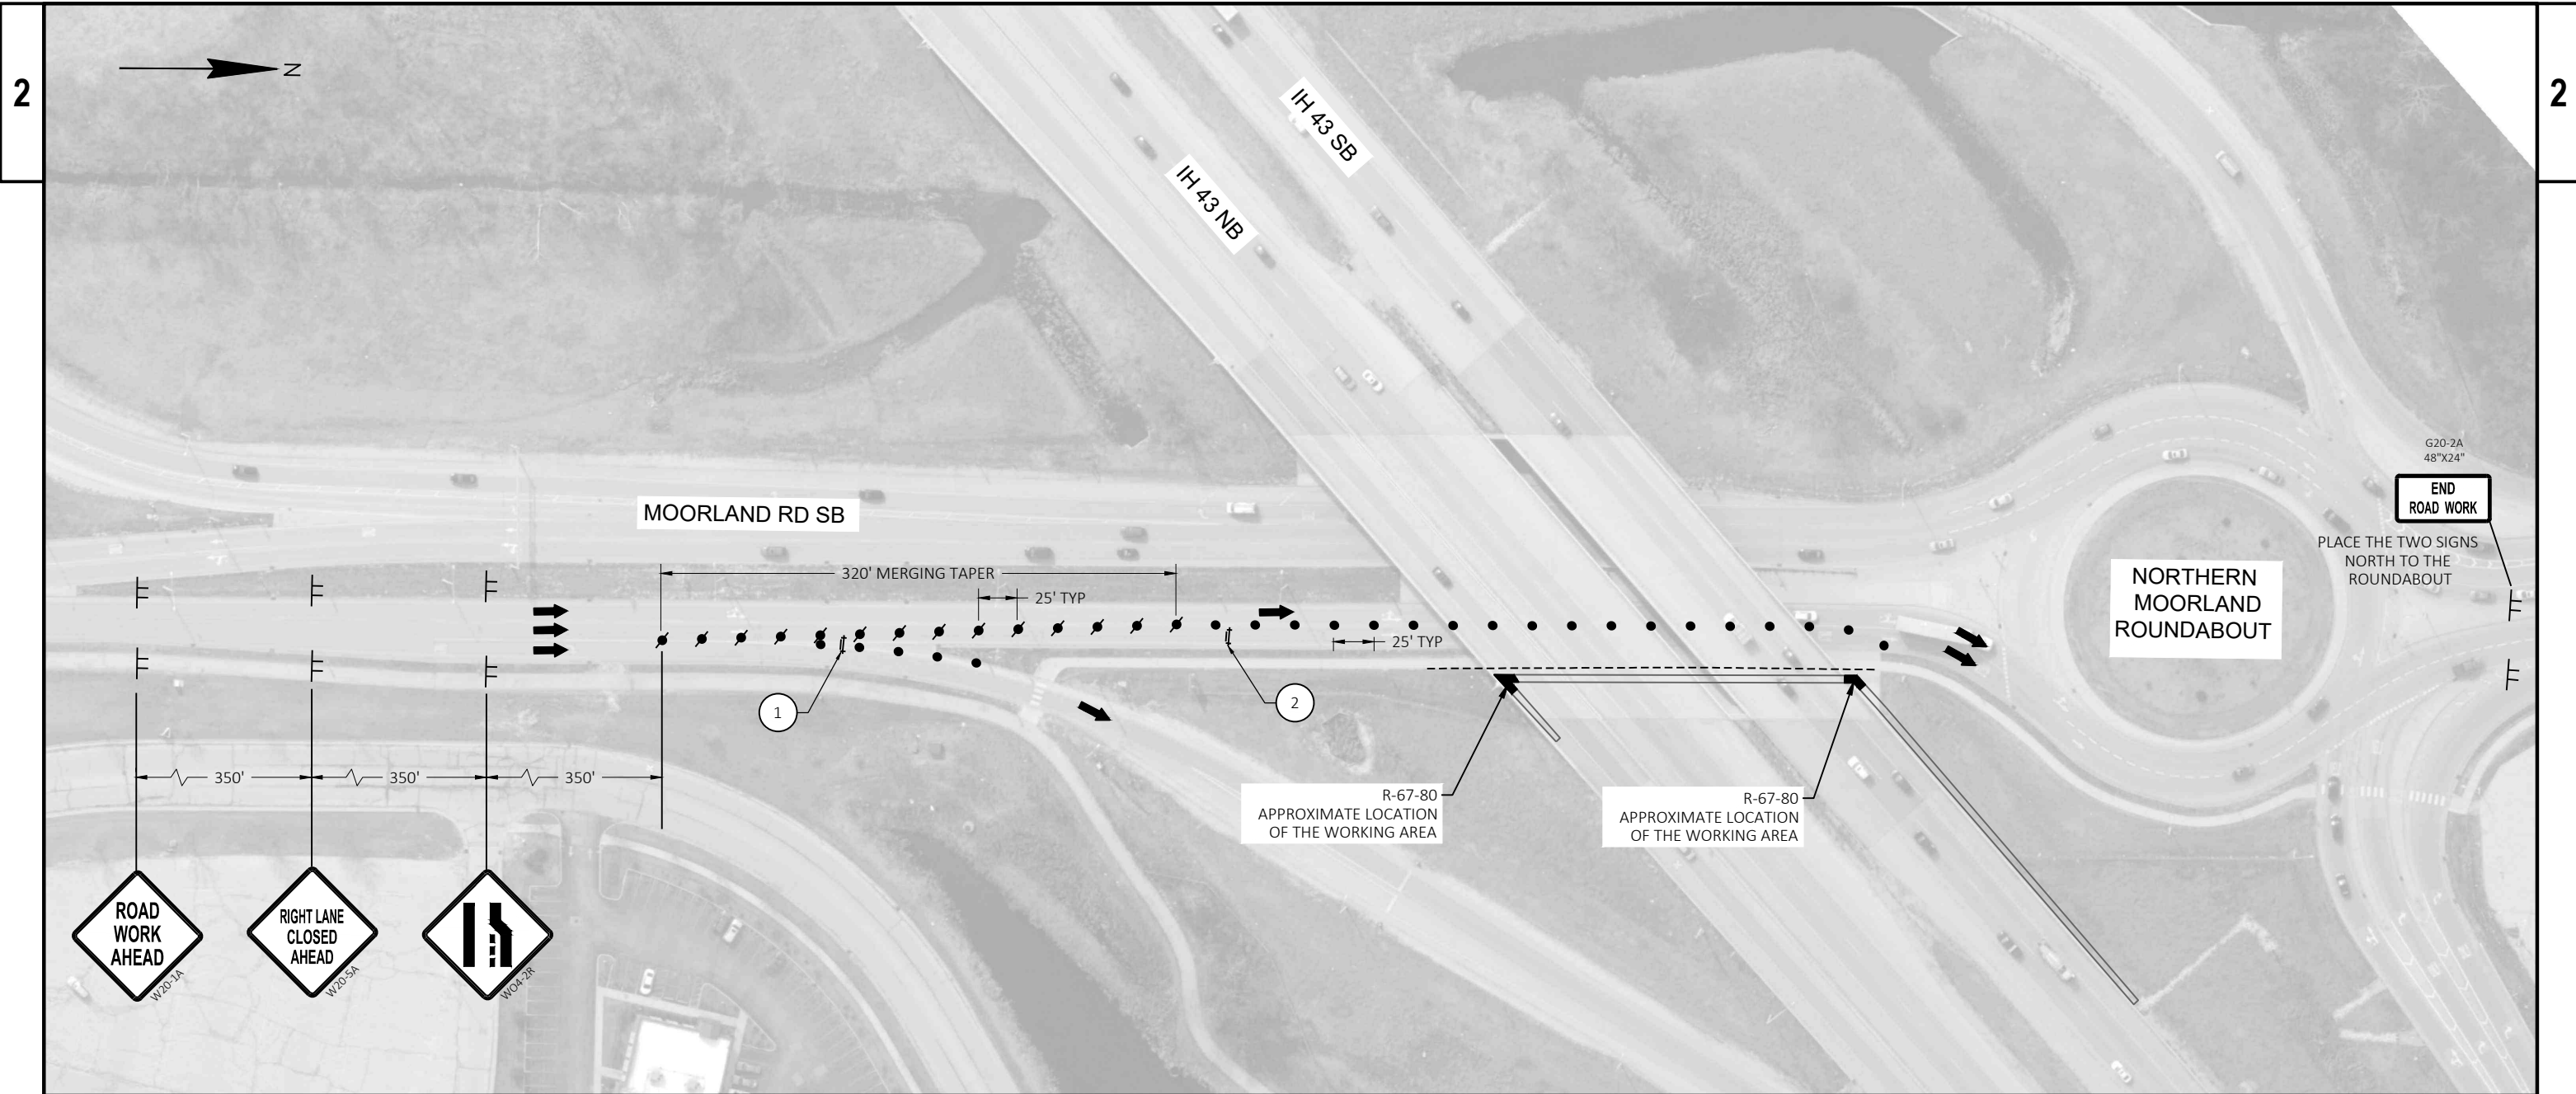 2
2
N
IH 43 SB
IH 43 NB
MOORLAND RD SB
320' MERGING TAPER
25' TYP
25' TYP
1
2
350'
350'
350'
ROAD
WORK
AHEAD
W20-1A
RIGHT LANE
CLOSED
AHEAD
W20-5A
WO4-2R
R-67-80
APPROXIMATE LOCATION
OF THE WORKING AREA
R-67-80
APPROXIMATE LOCATION
OF THE WORKING AREA
NORTHERN
MOORLAND
ROUNDABOUT
G20-2A
48"X24"
END
ROAD WORK
PLACE THE TWO SIGNS
NORTH TO THE
ROUNDABOUT